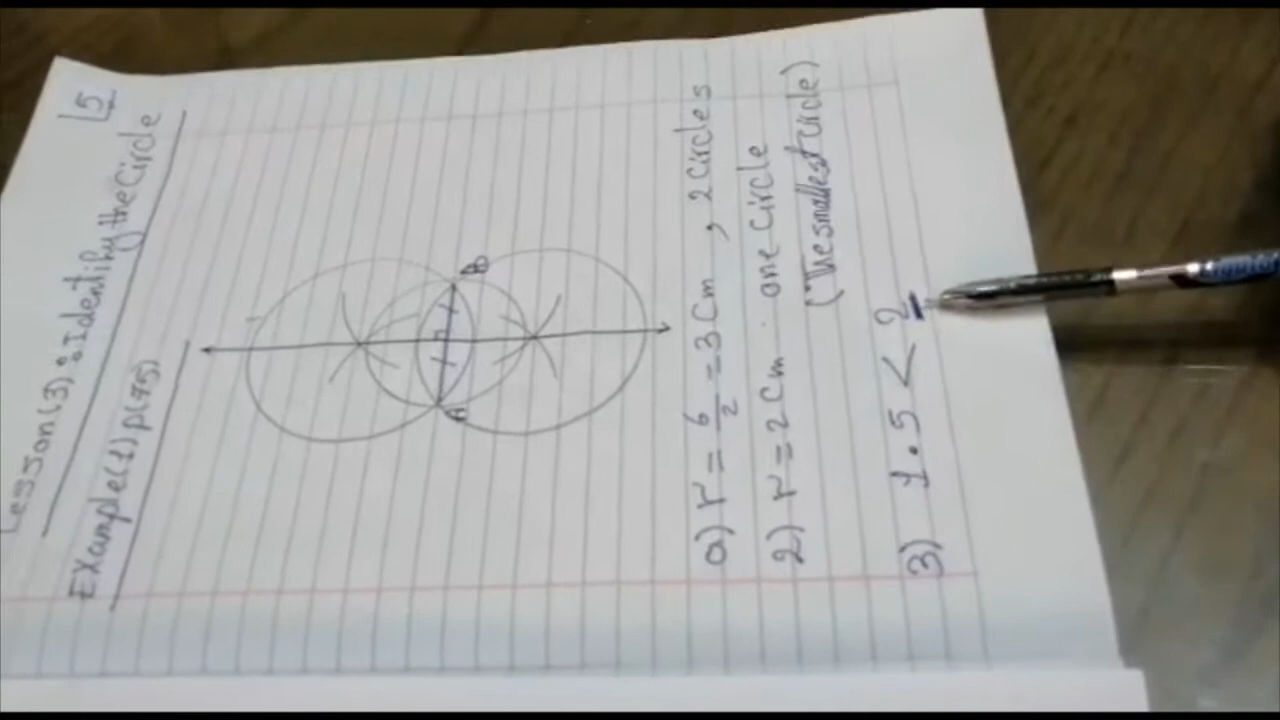 Lesson(3): Identify the Circle
5
Example(1) p(75)
A
B
a) r = 6/2 = 3 cm , 2 circles
2) r = 2 cm one circle
(The smallest circle)
3) 1.5 < 2